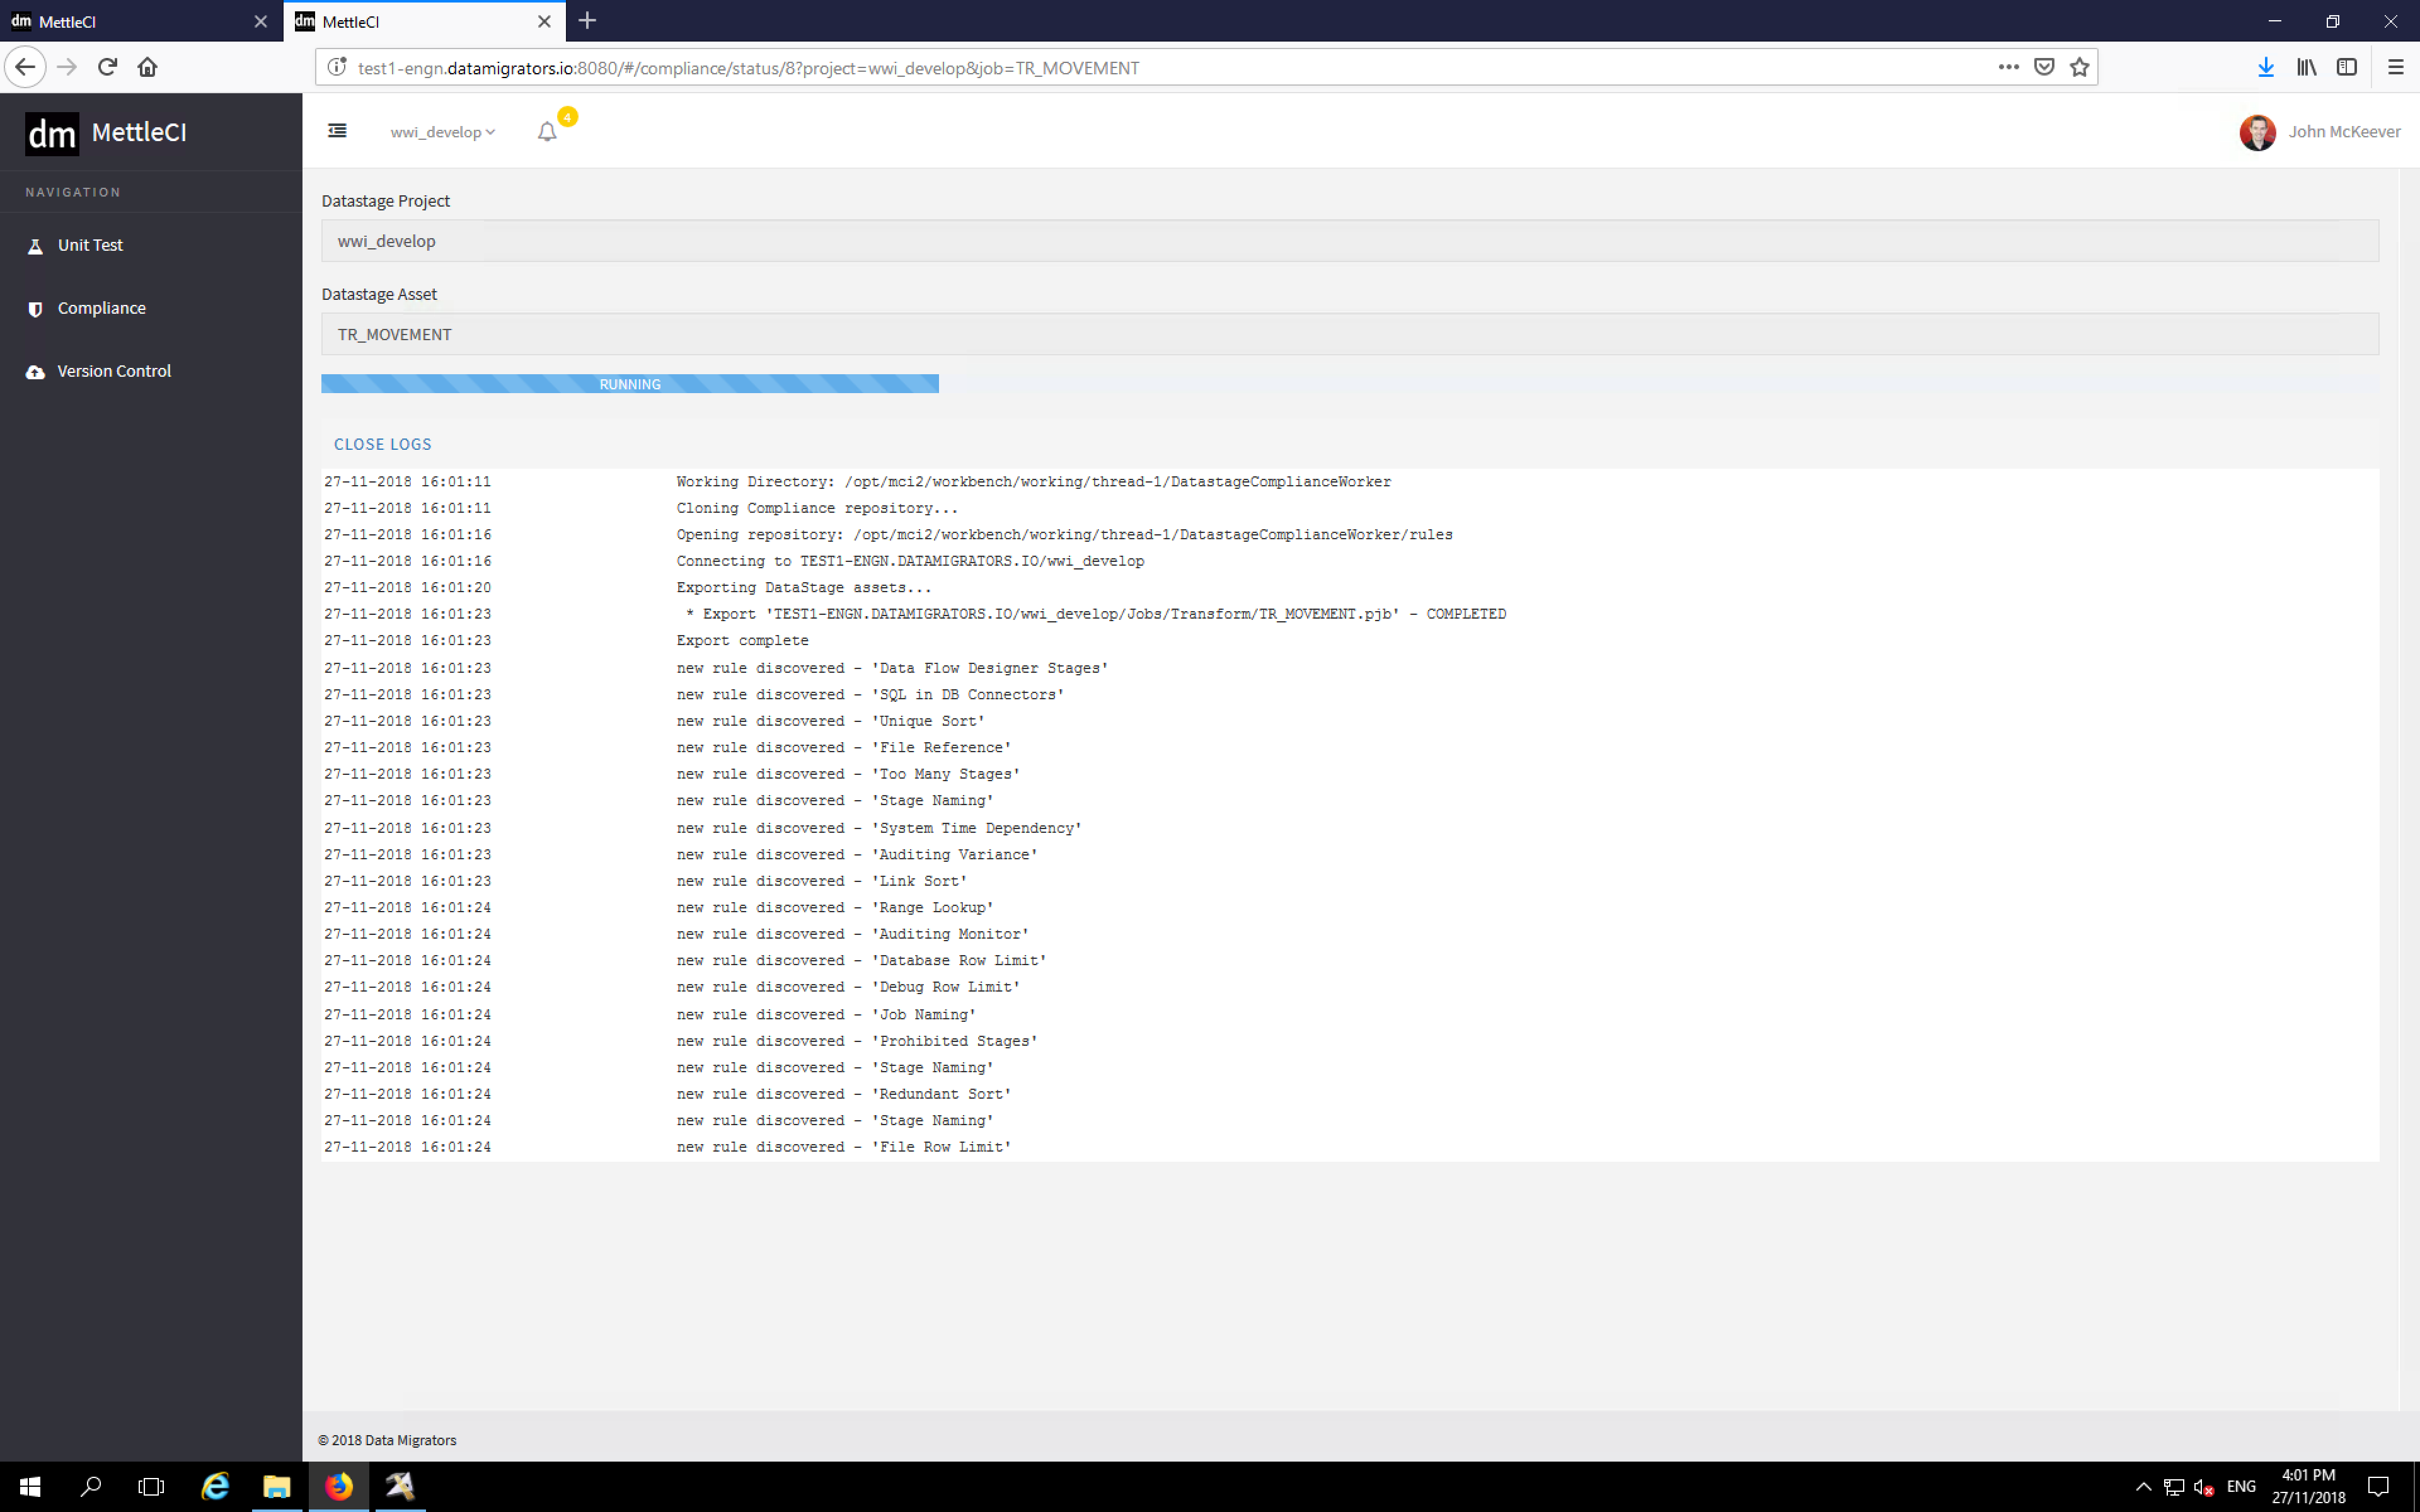 dm MettleCI
dm MettleCI
test1-engn.datamigrators.io:8080/#/compliance/status/8?project=wwi_develop&job=TR_MOVEMENT
dm MettleCI
wwi_develop
4
John McKeever
NAVIGATION
Unit Test
Compliance
Version Control
Datastage Project
wwi_develop
Datastage Asset
TR_MOVEMENT
RUNNING
CLOSE LOGS
27-11-2018 16:01:11 Working Directory: /opt/mci2/workbench/working/thread-1/DatastageComplianceWorker
27-11-2018 16:01:11 Cloning Compliance repository...
27-11-2018 16:01:16 Opening repository: /opt/mci2/workbench/working/thread-1/DatastageComplianceWorker/rules
27-11-2018 16:01:16 Connecting to TEST1-ENGN.DATAMIGRATORS.IO/wwi_develop
27-11-2018 16:01:20 Exporting DataStage assets...
27-11-2018 16:01:23 * Export 'TEST1-ENGN.DATAMIGRATORS.IO/wwi_develop/Jobs/Transform/TR_MOVEMENT.pjb' - COMPLETED
27-11-2018 16:01:23 Export complete
27-11-2018 16:01:23 new rule discovered - 'Data Flow Designer Stages'
27-11-2018 16:01:23 new rule discovered - 'SQL in DB Connectors'
27-11-2018 16:01:23 new rule discovered - 'Unique Sort'
27-11-2018 16:01:23 new rule discovered - 'File Reference'
27-11-2018 16:01:23 new rule discovered - 'Too Many Stages'
27-11-2018 16:01:23 new rule discovered - 'Stage Naming'
27-11-2018 16:01:23 new rule discovered - 'System Time Dependency'
27-11-2018 16:01:23 new rule discovered - 'Auditing Variance'
27-11-2018 16:01:23 new rule discovered - 'Link Sort'
27-11-2018 16:01:24 new rule discovered - 'Range Lookup'
27-11-2018 16:01:24 new rule discovered - 'Auditing Monitor'
27-11-2018 16:01:24 new rule discovered - 'Database Row Limit'
27-11-2018 16:01:24 new rule discovered - 'Debug Row Limit'
27-11-2018 16:01:24 new rule discovered - 'Job Naming'
27-11-2018 16:01:24 new rule discovered - 'Prohibited Stages'
27-11-2018 16:01:24 new rule discovered - 'Stage Naming'
27-11-2018 16:01:24 new rule discovered - 'Redundant Sort'
27-11-2018 16:01:24 new rule discovered - 'Stage Naming'
27-11-2018 16:01:24 new rule discovered - 'File Row Limit'
© 2018 Data Migrators
ENG
4:01 PM
27/11/2018